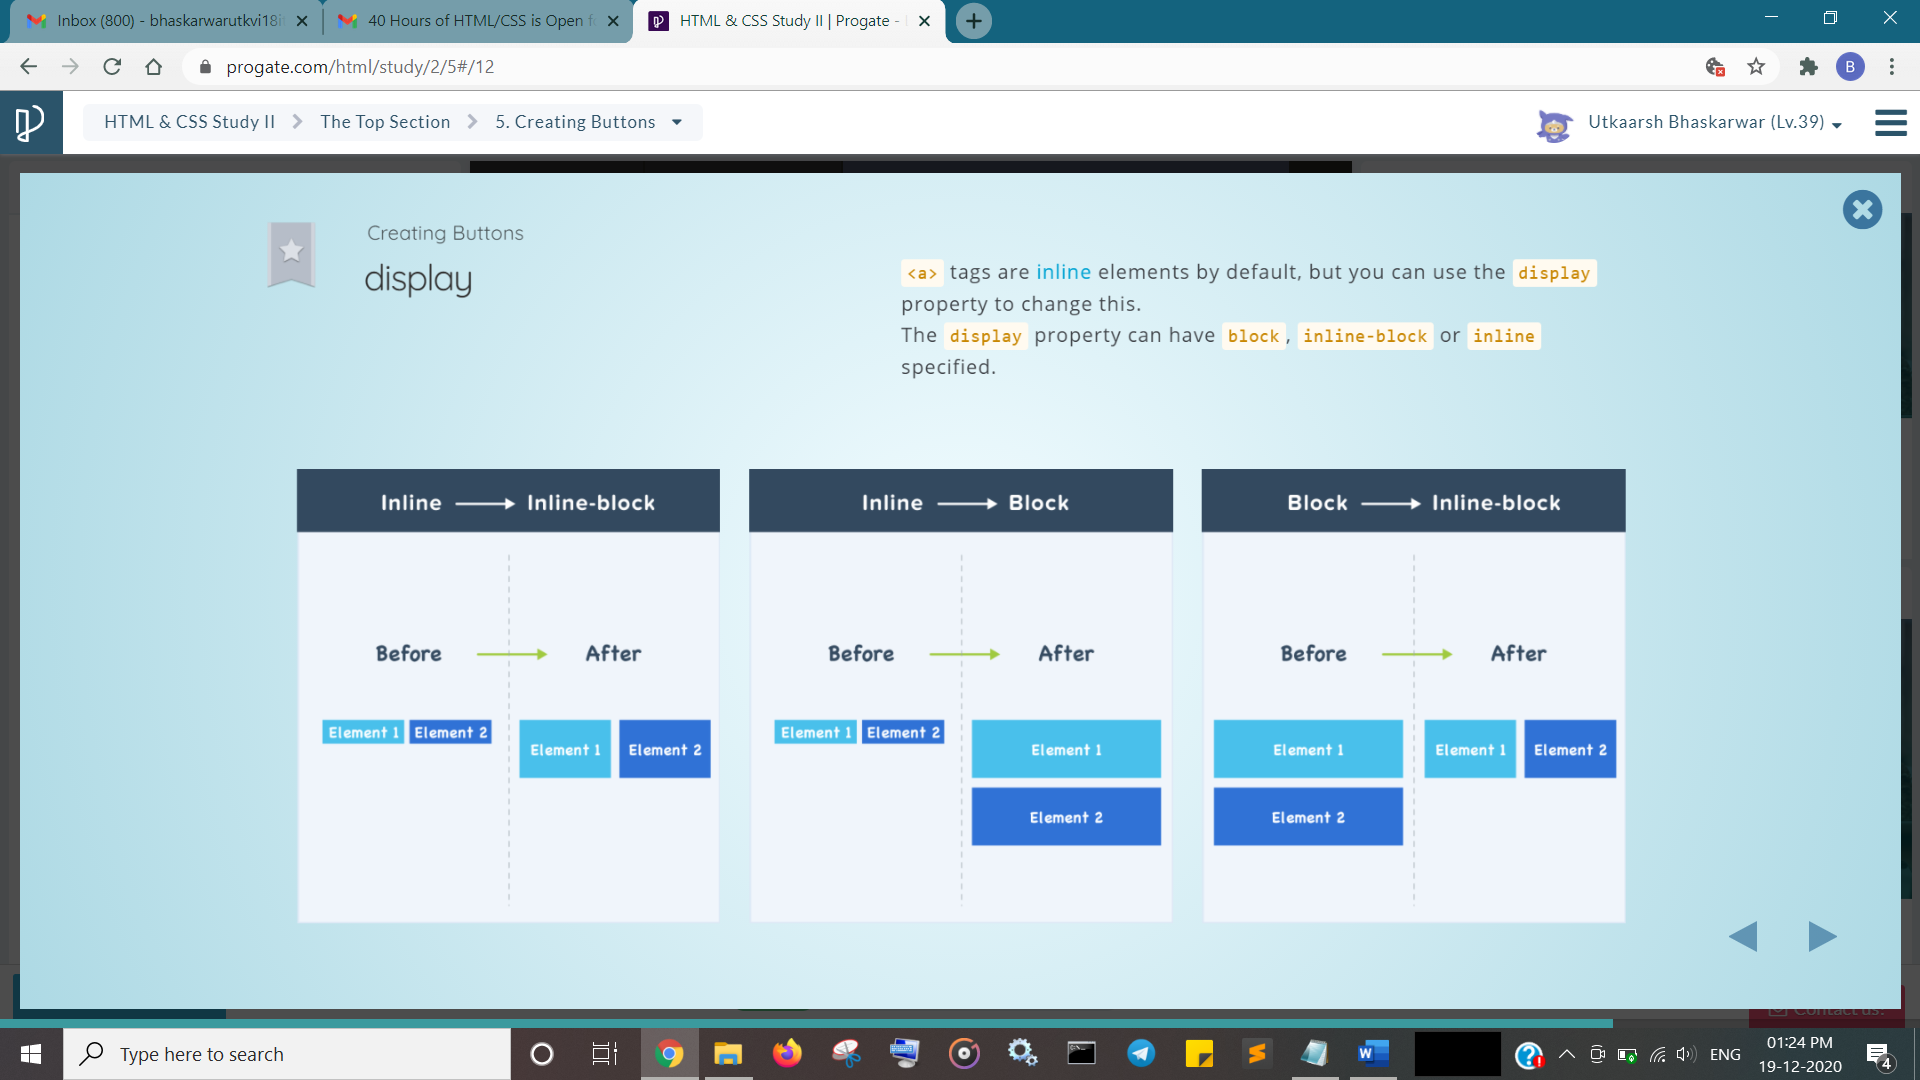 Inbox (800) - bhaskarwarutkvi18i
40 Hours of HTML/CSS is Open f
HTML & CSS Study II | Progate -
progate.com/html/study/2/5#/12
B
HTML & CSS Study II
The Top Section
5. Creating Buttons
Utkaarsh Bhaskarwar (Lv.39)
Creating Buttons
display
<a> tags are inline elements by default, but you can use the display
property to change this.
The display property can have block, inline-block or inline
specified.
Inline Inline-block
Before After
Element 1 Element 2 Element 1 Element 2
Inline Block
Before After
Element 1 Element 2 Element 1
Element 2
Block Inline-block
Before After
Element 1 Element 1 Element 2
Element 2
Contact us!
Type here to search
ENG
01:24 PM
19-12-2020
4